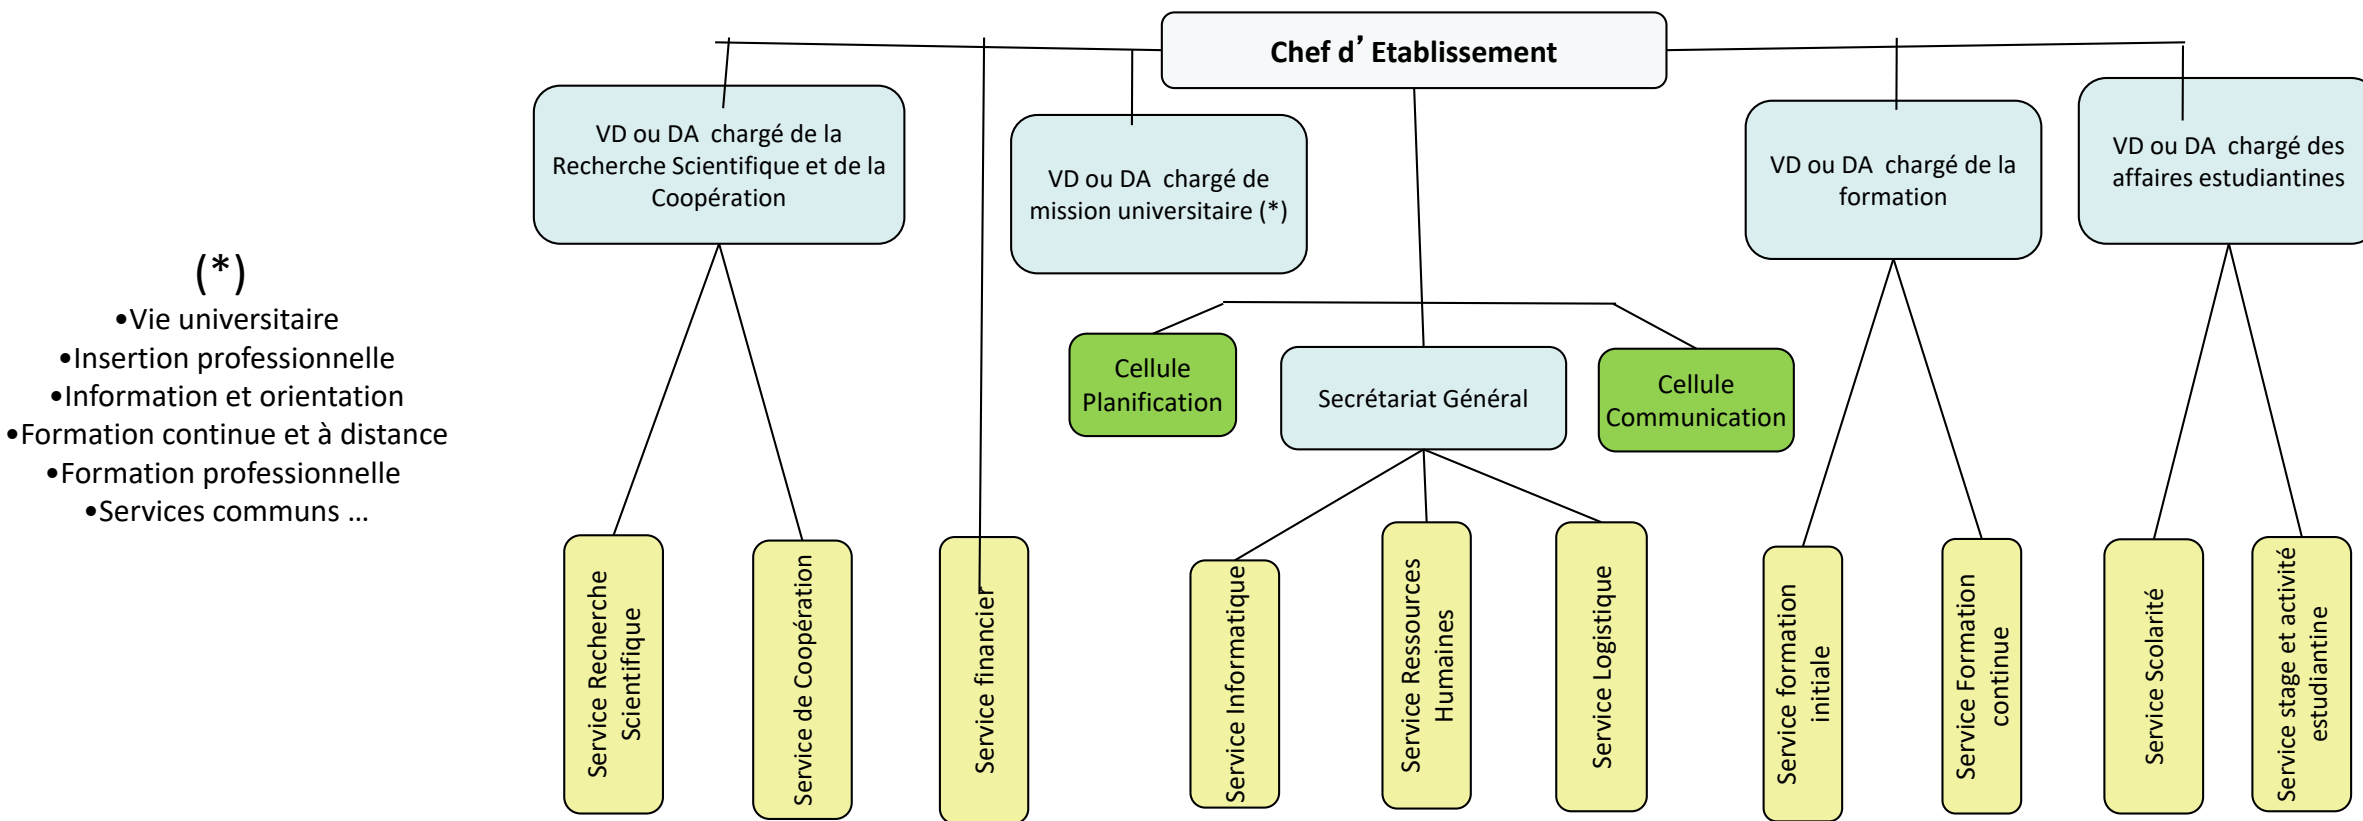 Chef d’ Etablissement
VD ou DA chargé de la
Recherche Scientifique et de la
Coopération
VD ou DA chargé de
mission universitaire (*)
VD ou DA chargé de la
formation
VD ou DA chargé des
affaires estudiantines
(*)
•Vie universitaire
•Insertion professionnelle
•Information et orientation
•Formation continue et à distance
•Formation professionnelle
•Services communs ...
Cellule
Planification
Secrétariat Général
Cellule
Communication
Service Recherche
Scientifique
Service de Coopération
Service financier
Service Informatique
Service Ressources
Humaines
Service Logistique
Service formation
initiale
Service Formation
continue
Service Scolarité
Service stage et activité
estudiantine